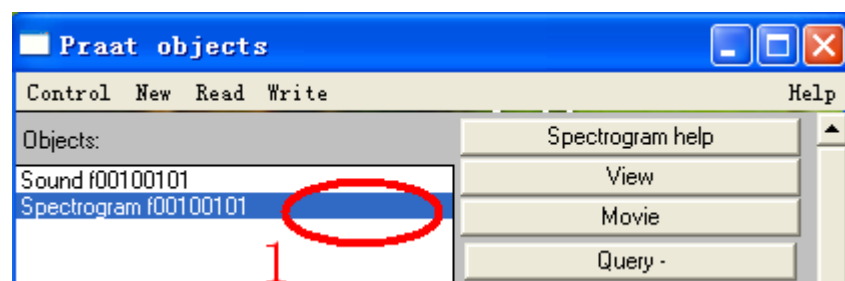 Praat objects
Control New Read Write Help
Objects:
Spectrogram help
Sound f00100101
View
Spectrogram f00100101
Movie
1
Query -